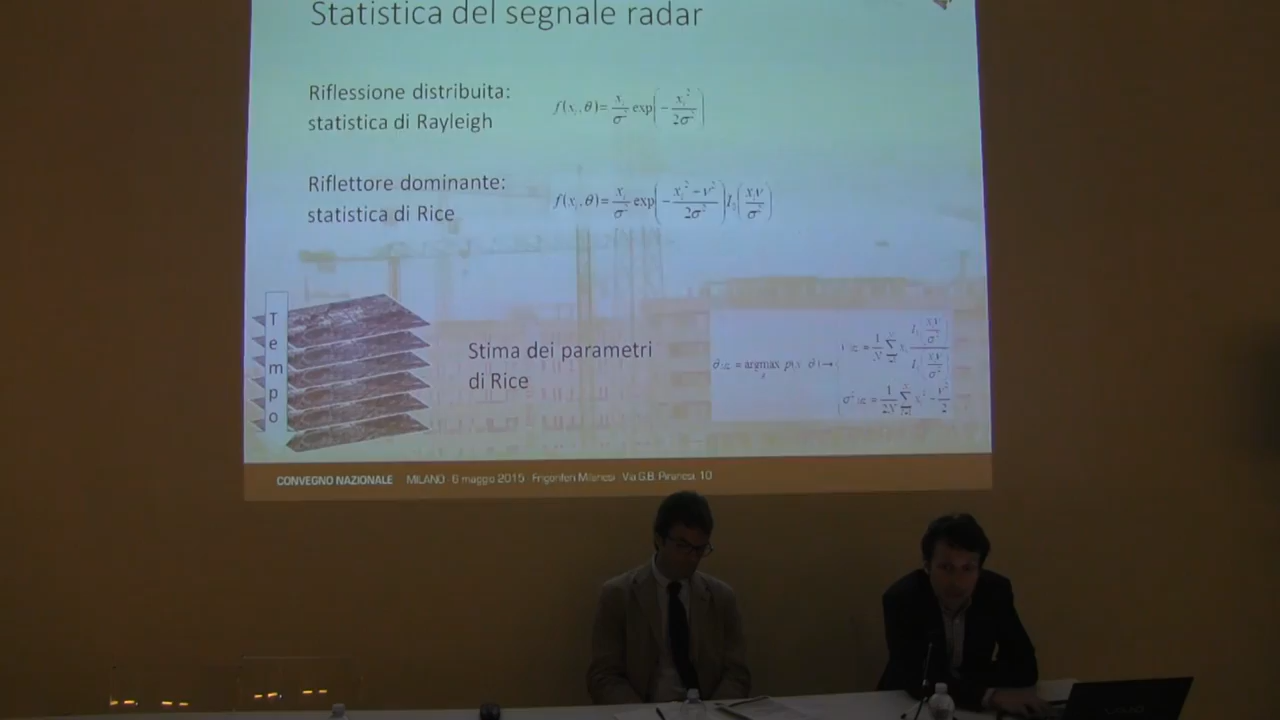 Statistica del segnale radar
Riflessione distribuita:
statistica di Rayleigh
Riflettore dominante:
statistica di Rice
Tempo
Stima dei parametri
di Rice
CONVEGNO NAZIONALE MILANO 6 maggio 2015 Frigoriferi Milanesi Via G.B. Piranesi, 10